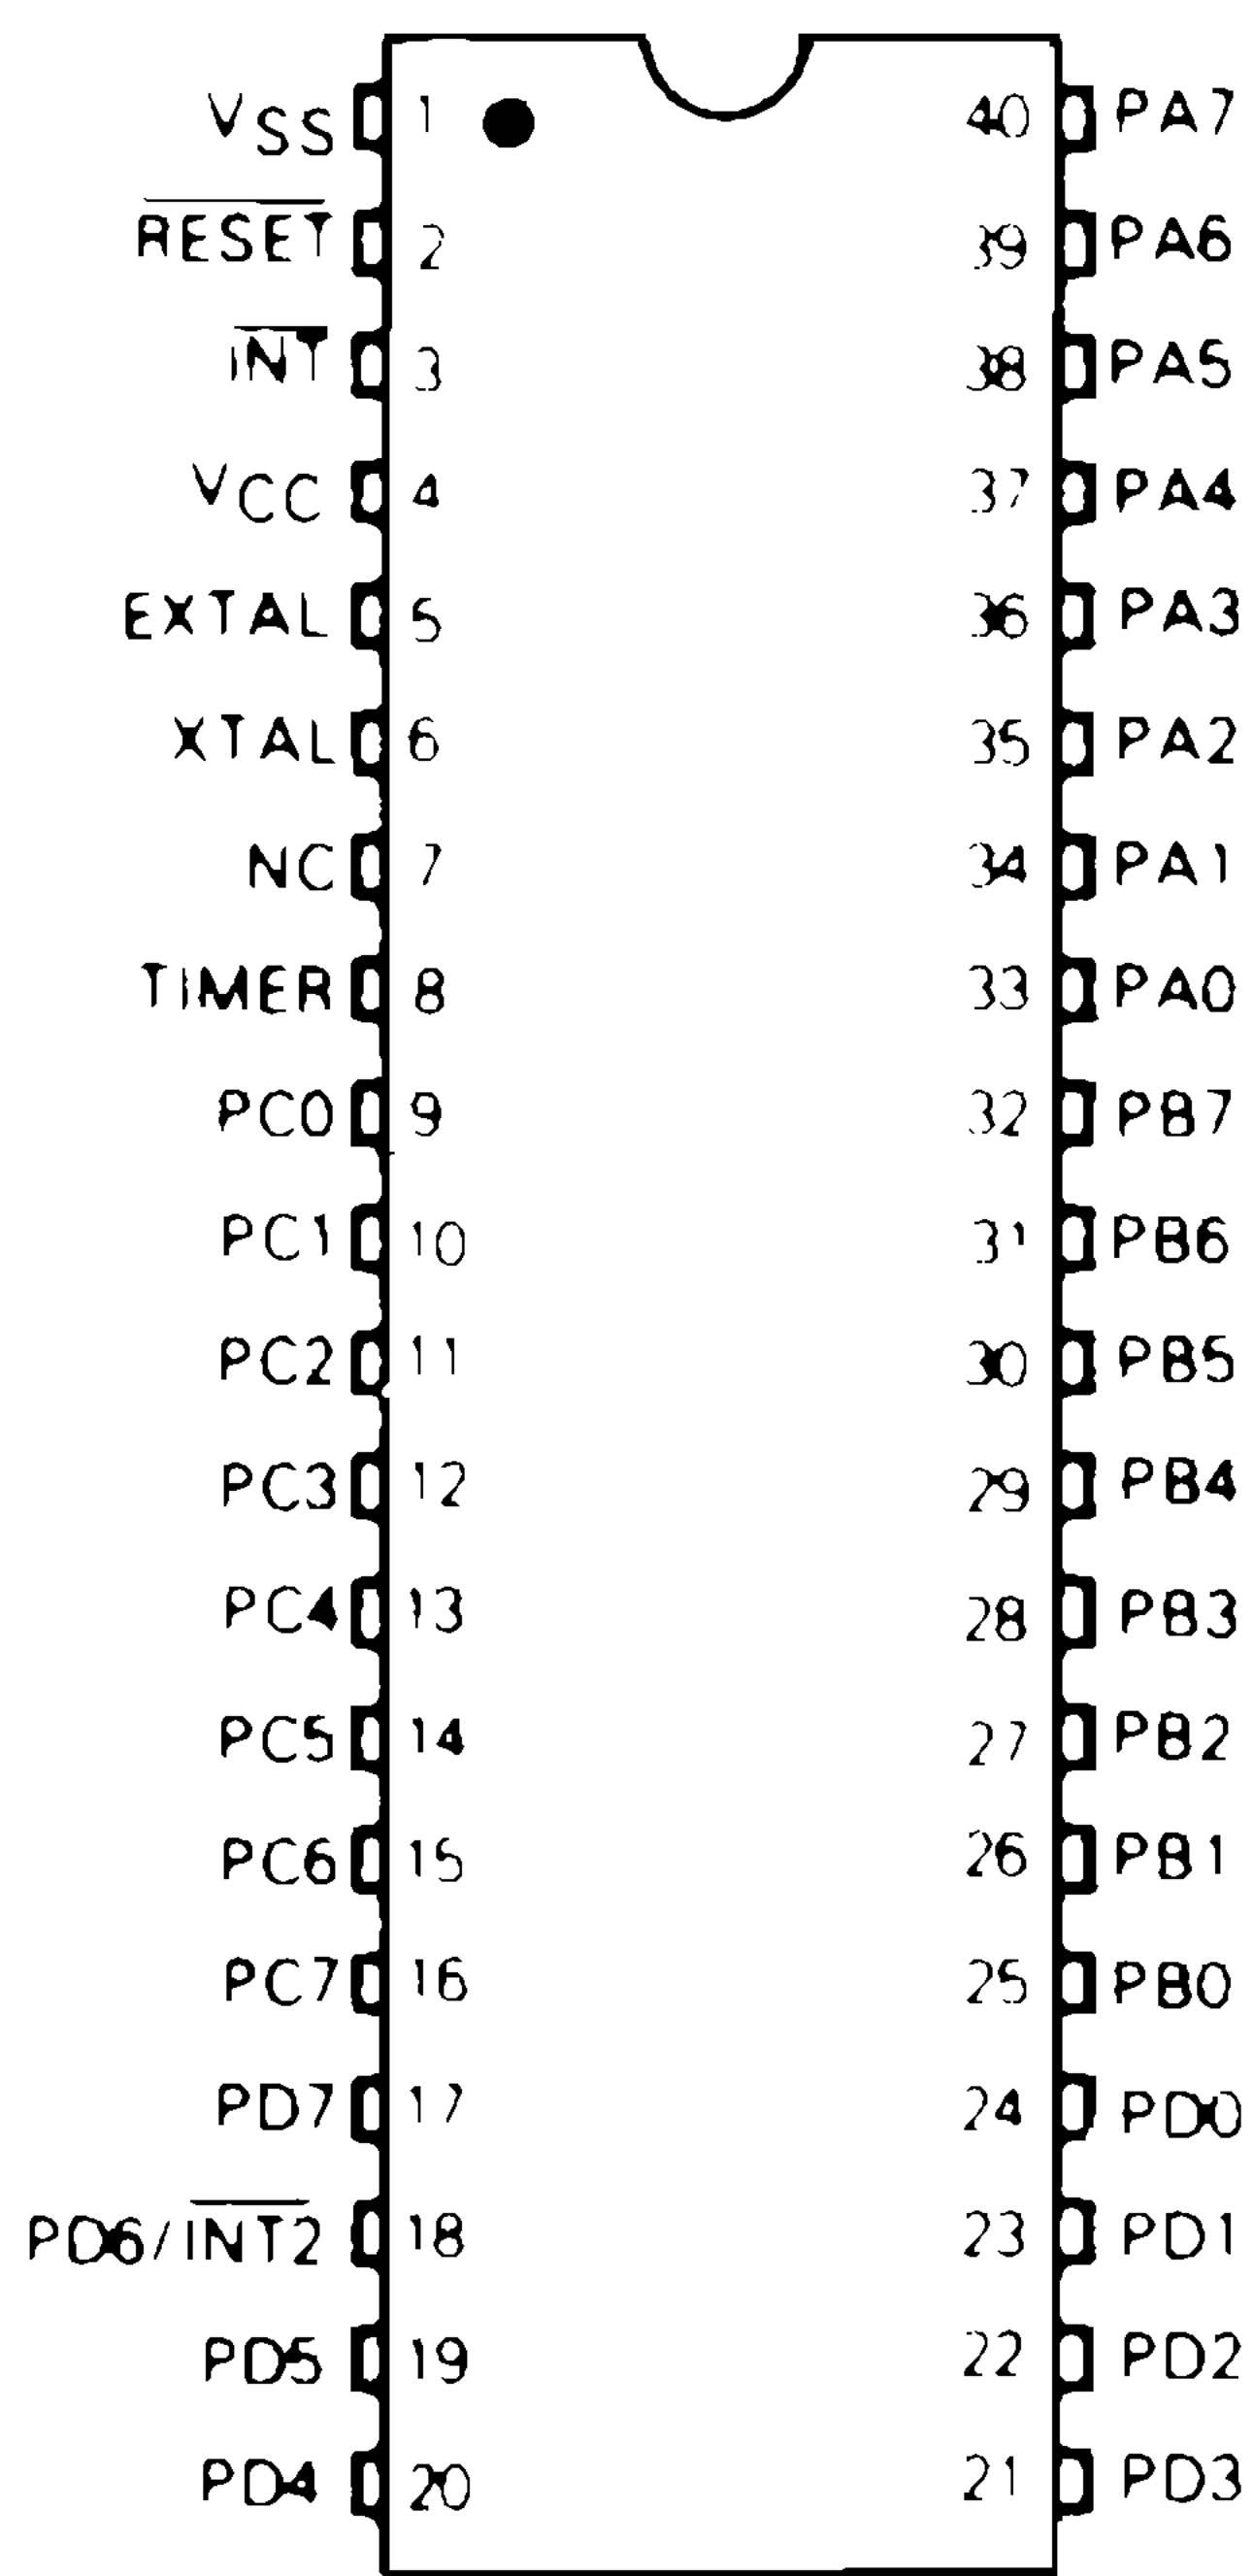 VSS 1 40 PA7
RESET 2 39 PA6
INT 3 38 PA5
VCC 4 37 PA4
EXTAL 5 36 PA3
XTAL 6 35 PA2
NC 7 34 PA1
TIMER 8 33 PA0
PC0 9 32 PB7
PC1 10 31 PB6
PC2 11 30 PB5
PC3 12 29 PB4
PC4 13 28 PB3
PC5 14 27 PB2
PC6 15 26 PB1
PC7 16 25 PB0
PD7 17 24 PD0
PD6/INT2 18 23 PD1
PD5 19 22 PD2
PD4 20 21 PD3